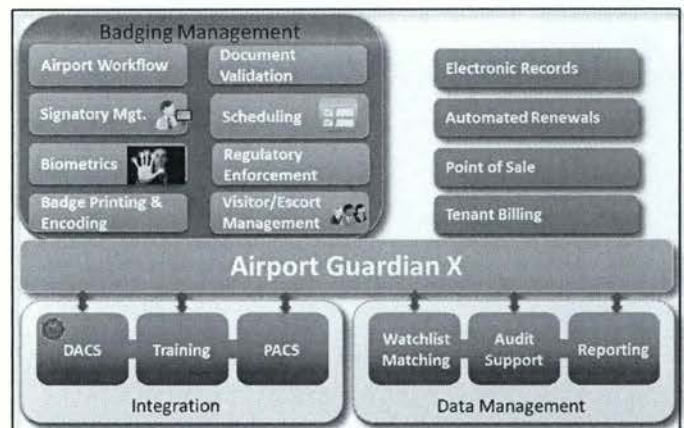 Badging Management
Airport Workflow
Document
Validation
Signatory Mgt.
Scheduling
Biometrics
Regulatory
Enforcement
Badge Printing &
Encoding
Visitor/Escort
Management
Electronic Records
Automated Renewals
Point of Sale
Tenant Billing
Airport Guardian X
DACS
Training
PACS
Integration
Watchlist
Matching
Audit
Support
Reporting
Data Management